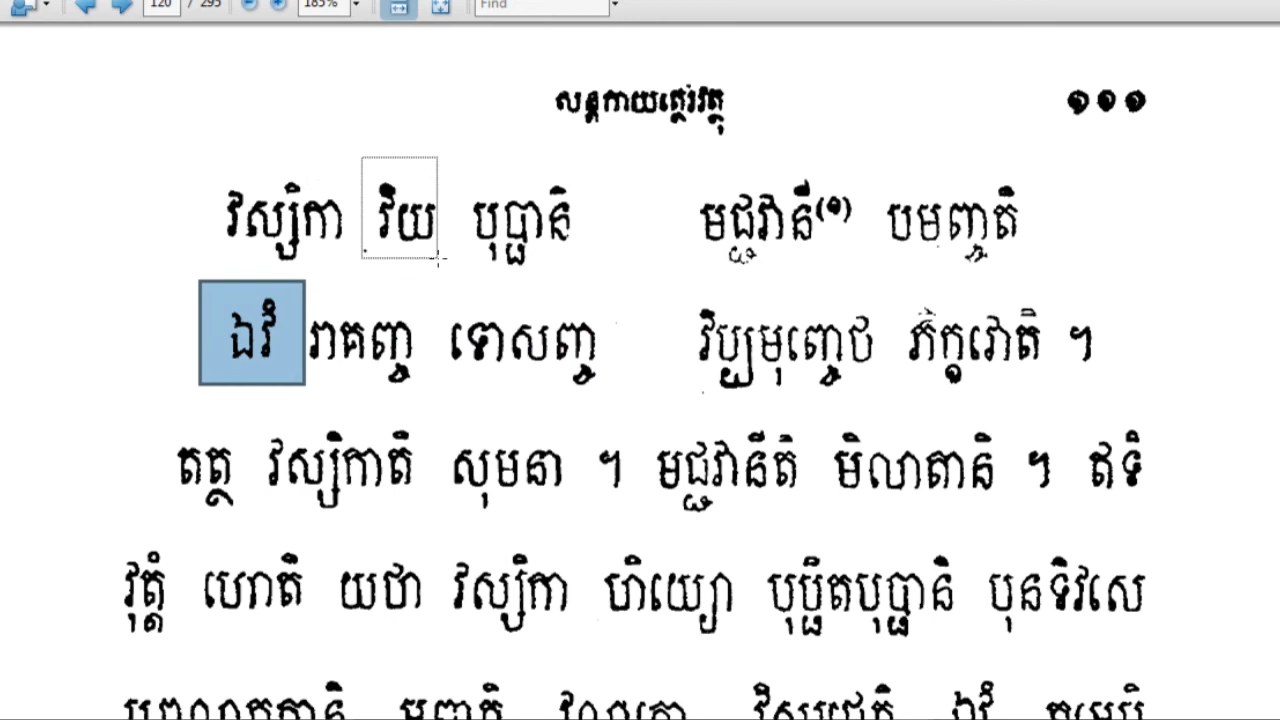 120 / 295 185% Find
សន្តកាយត្ថេរវត្ថុ ១១១
វស្សិកា វិយ បុប្ផានិ មជ្ជវានិ(១) បមញ្ចតិ
ឯវំ រាគញ្ច ទោសញ្ច វិប្បមុញ្ចេថ ភិក្ខវោតិ ។
តត្ថ វស្សិកាតិ សុមនា ។ មជ្ជវានីតិ មិលាតានិ ។ ឥទំ
វុត្តំ ហោតិ យថា វស្សិកា ហិយ្យោ បុប្ផិតបុប្ផានិ បុនទិវសេ